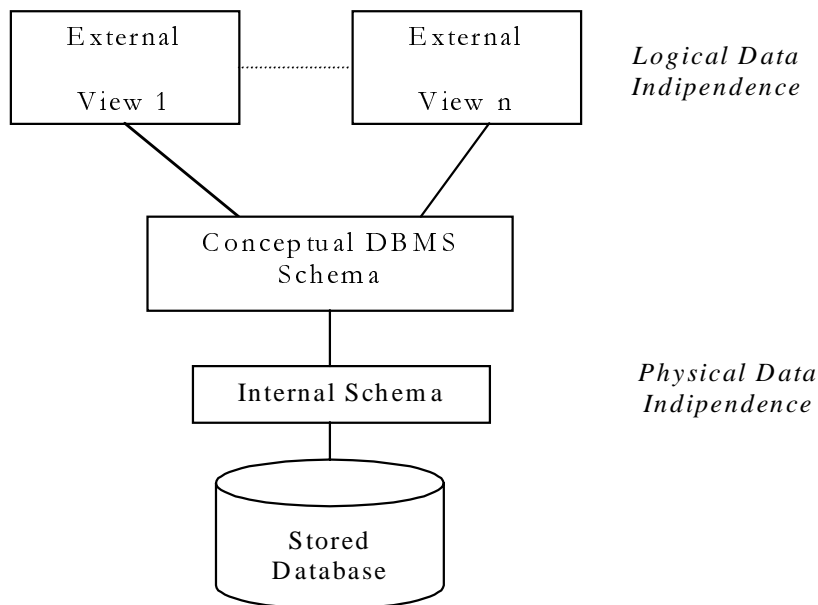 External
View 1
External
View n
Logical Data
Indipendence
Conceptual DBMS
Schema
Internal Schema
Physical Data
Indipendence
Stored
Database